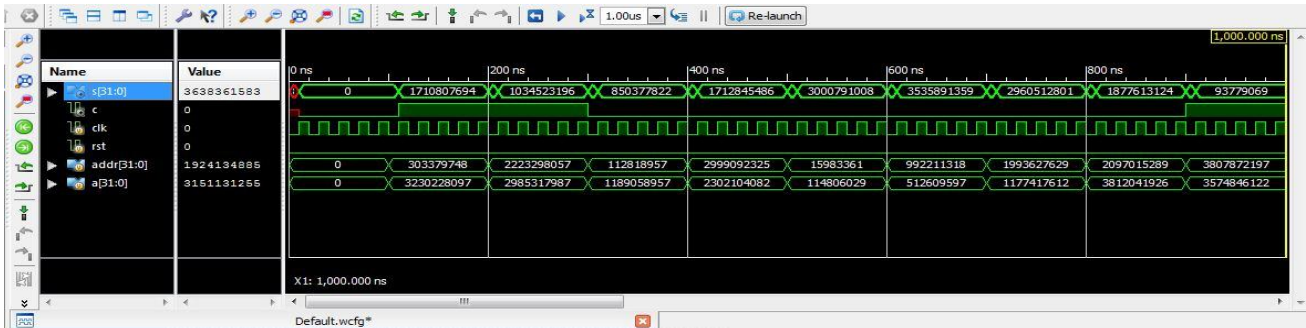 1.00us Re-launch
1,000.000 ns
Name Value 0 ns 200 ns 400 ns 600 ns 800 ns
s[31:0] 3638361583 0 1710807694 1034523196 850377822 1712845486 3000791008 3535891359 2960512801 1877613124 93779069
c 0
clk 0
rst 0
addr[31:0] 1924134885 0 303379748 2223298057 112818957 2999092325 15983361 992211318 1993627629 2097015289 3807872197
a[31:0] 3151131255 0 3230228097 2985317987 1189058957 2302104082 114806029 512609597 1177417612 3812041926 3574846122
X1: 1,000.000 ns
Default.wcfg*